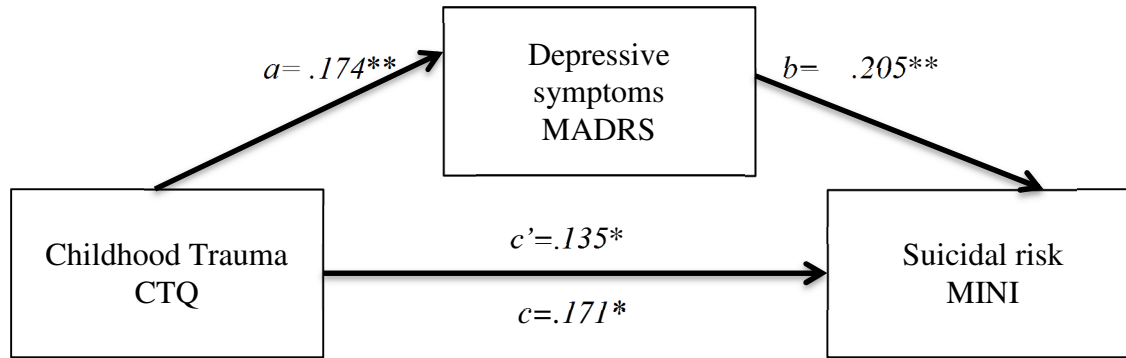 Depressive
symptoms
MADRS
a= .174**
b= .205**
Childhood Trauma
CTQ
c’=.135*
c=.171*
Suicidal risk
MINI